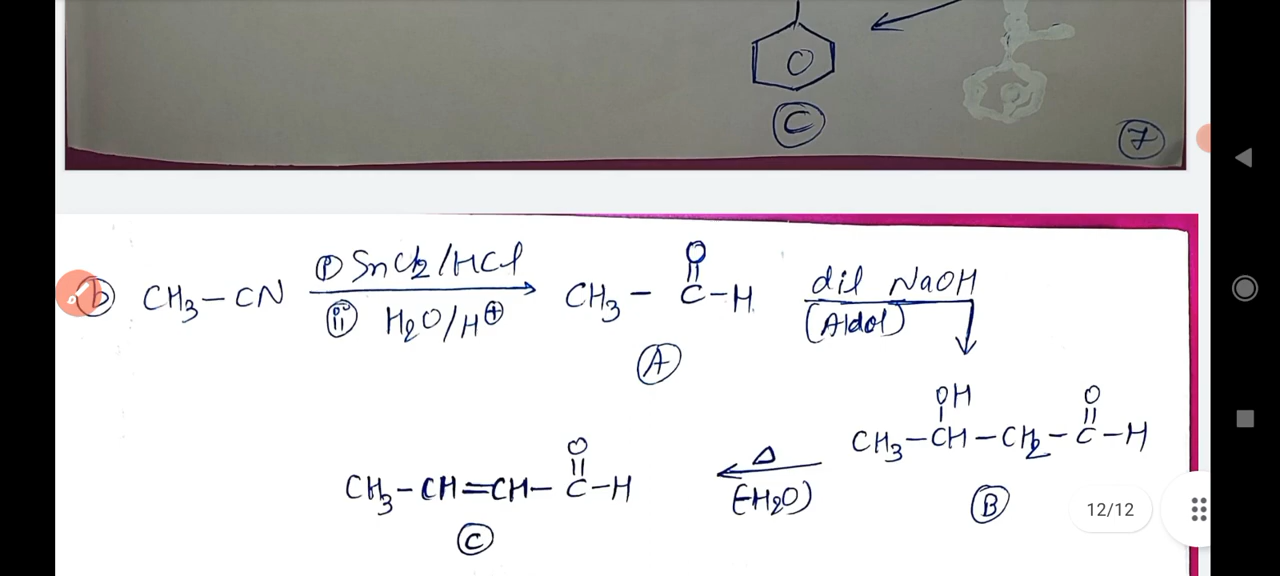 C
7
b) CH3-CN (i) SnCl2/HCl (ii) H2O/H⊕ CH3-C-H dil NaOH (Aldol)
O
A
OH O
CH3-CH-CH2-C-H
B
Δ (-H2O)
O
CH3-CH=CH-C-H
C
12/12